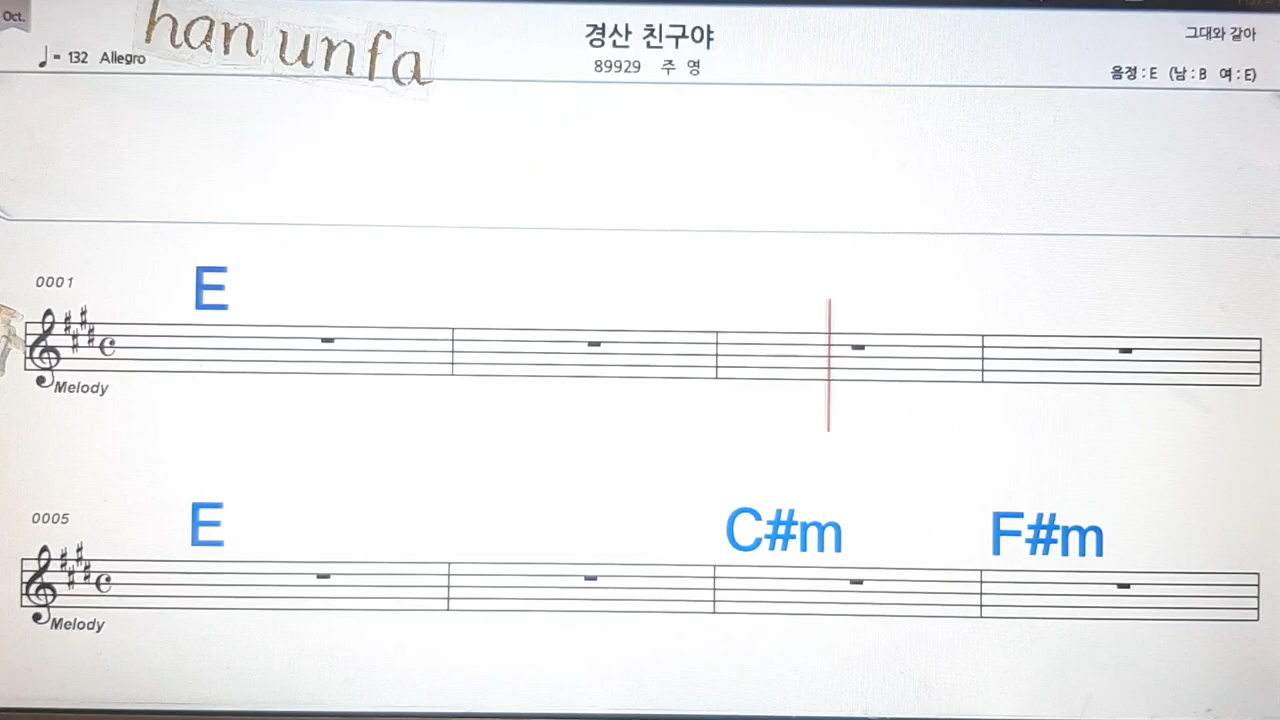 Oct.
han unfa
♩= 132 Allegro
경산 친구야
89929 주 영
그대와 같아
음정 : E (남 : B 여 : E)
0001
E
Melody
0005
E C#m F#m
Melody